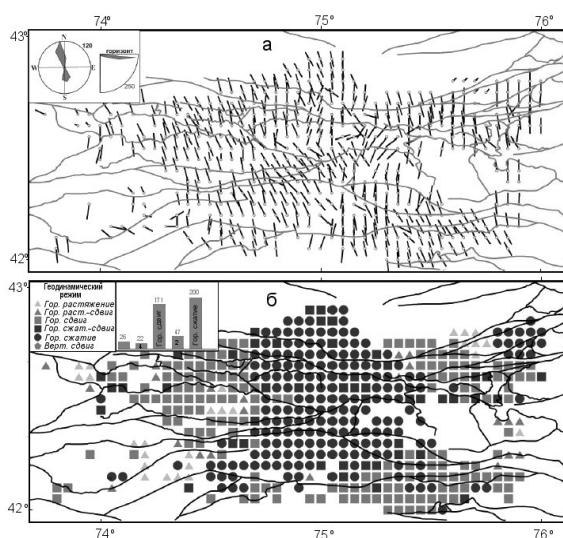 74° 75° 76°
43°
а
N 120
горизонт
W E
S
250
42°
43°
Геодинамический
режим
Гор. растяжение
Гор. раст.-сдвиг
Гор. сдвиг
Гор. сжат.-сдвиг
Гор. сжатие
Верт. сдвиг
26 22 171 47 200
Гор. сдвиг
Гор. сжатие
б
42°
74° 75° 76°